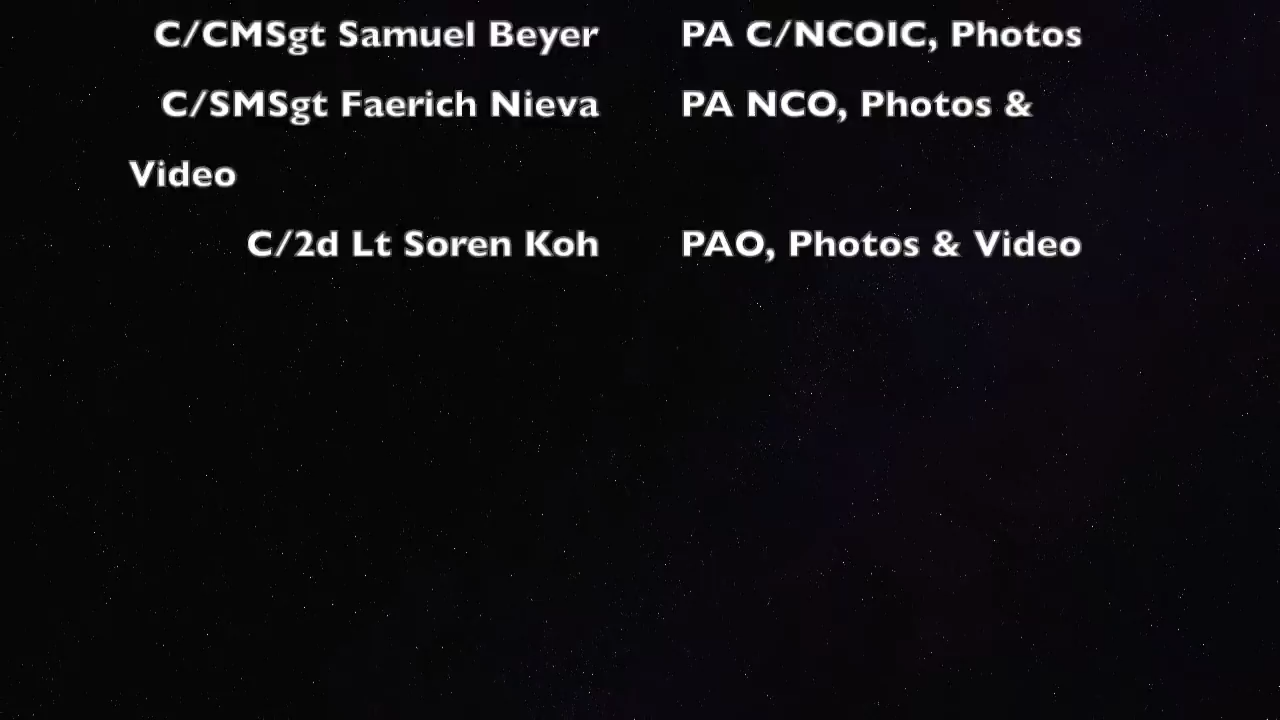 C/CMSgt Samuel Beyer PA C/NCOIC, Photos
C/SMSgt Faerich Nieva PA NCO, Photos &
Video
C/2d Lt Soren Koh PAO, Photos & Video